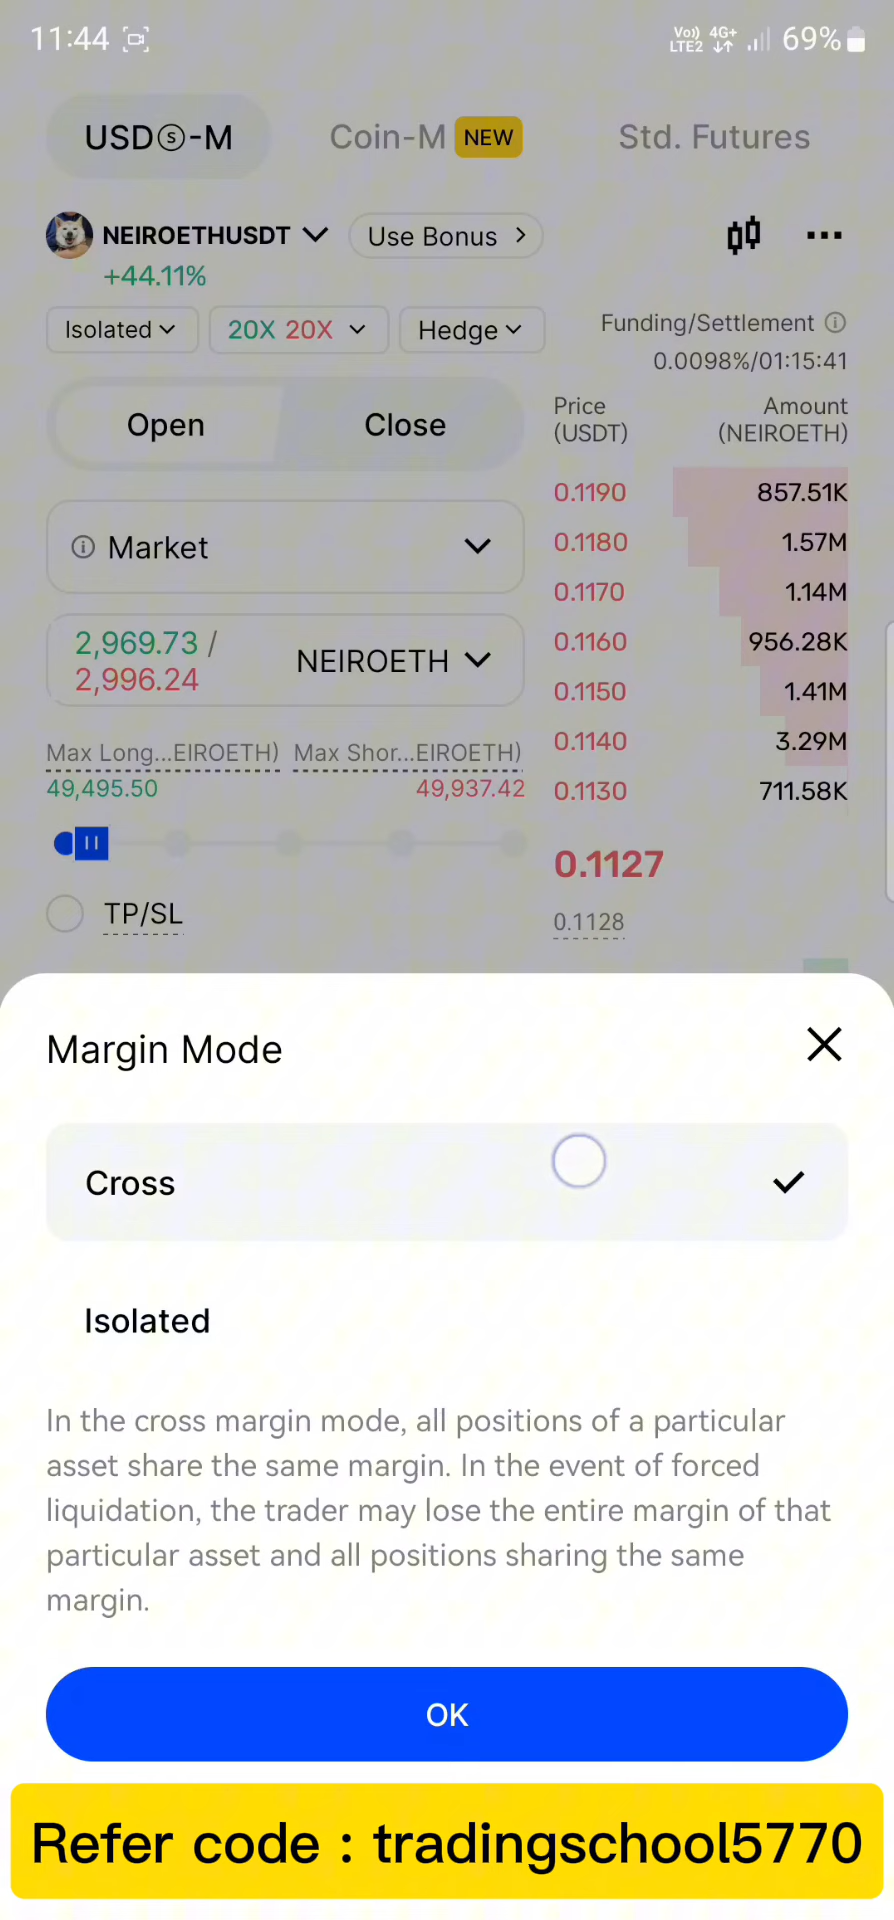 11:44
Vo)) 4G+
LTE2
69%
USDⓈ-M
Coin-M NEW
Std. Futures
NEIROETHUSDT
Use Bonus >
+44.11%
Isolated
20X 20X
Hedge
Funding/Settlement
0.0098%/01:15:41
Open
Close
Price
(USDT)
Amount
(NEIROETH)
0.1190 857.51K
0.1180 1.57M
0.1170 1.14M
0.1160 956.28K
0.1150 1.41M
0.1140 3.29M
0.1130 711.58K
Market
2,969.73 /
2,996.24
NEIROETH
Max Long...EIROETH) Max Shor...EIROETH)
49,495.50 49,937.42
0.1127
0.1128
TP/SL
Margin Mode
Cross
Isolated
In the cross margin mode, all positions of a particular
asset share the same margin. In the event of forced
liquidation, the trader may lose the entire margin of that
particular asset and all positions sharing the same
margin.
OK
Refer code : tradingschool5770